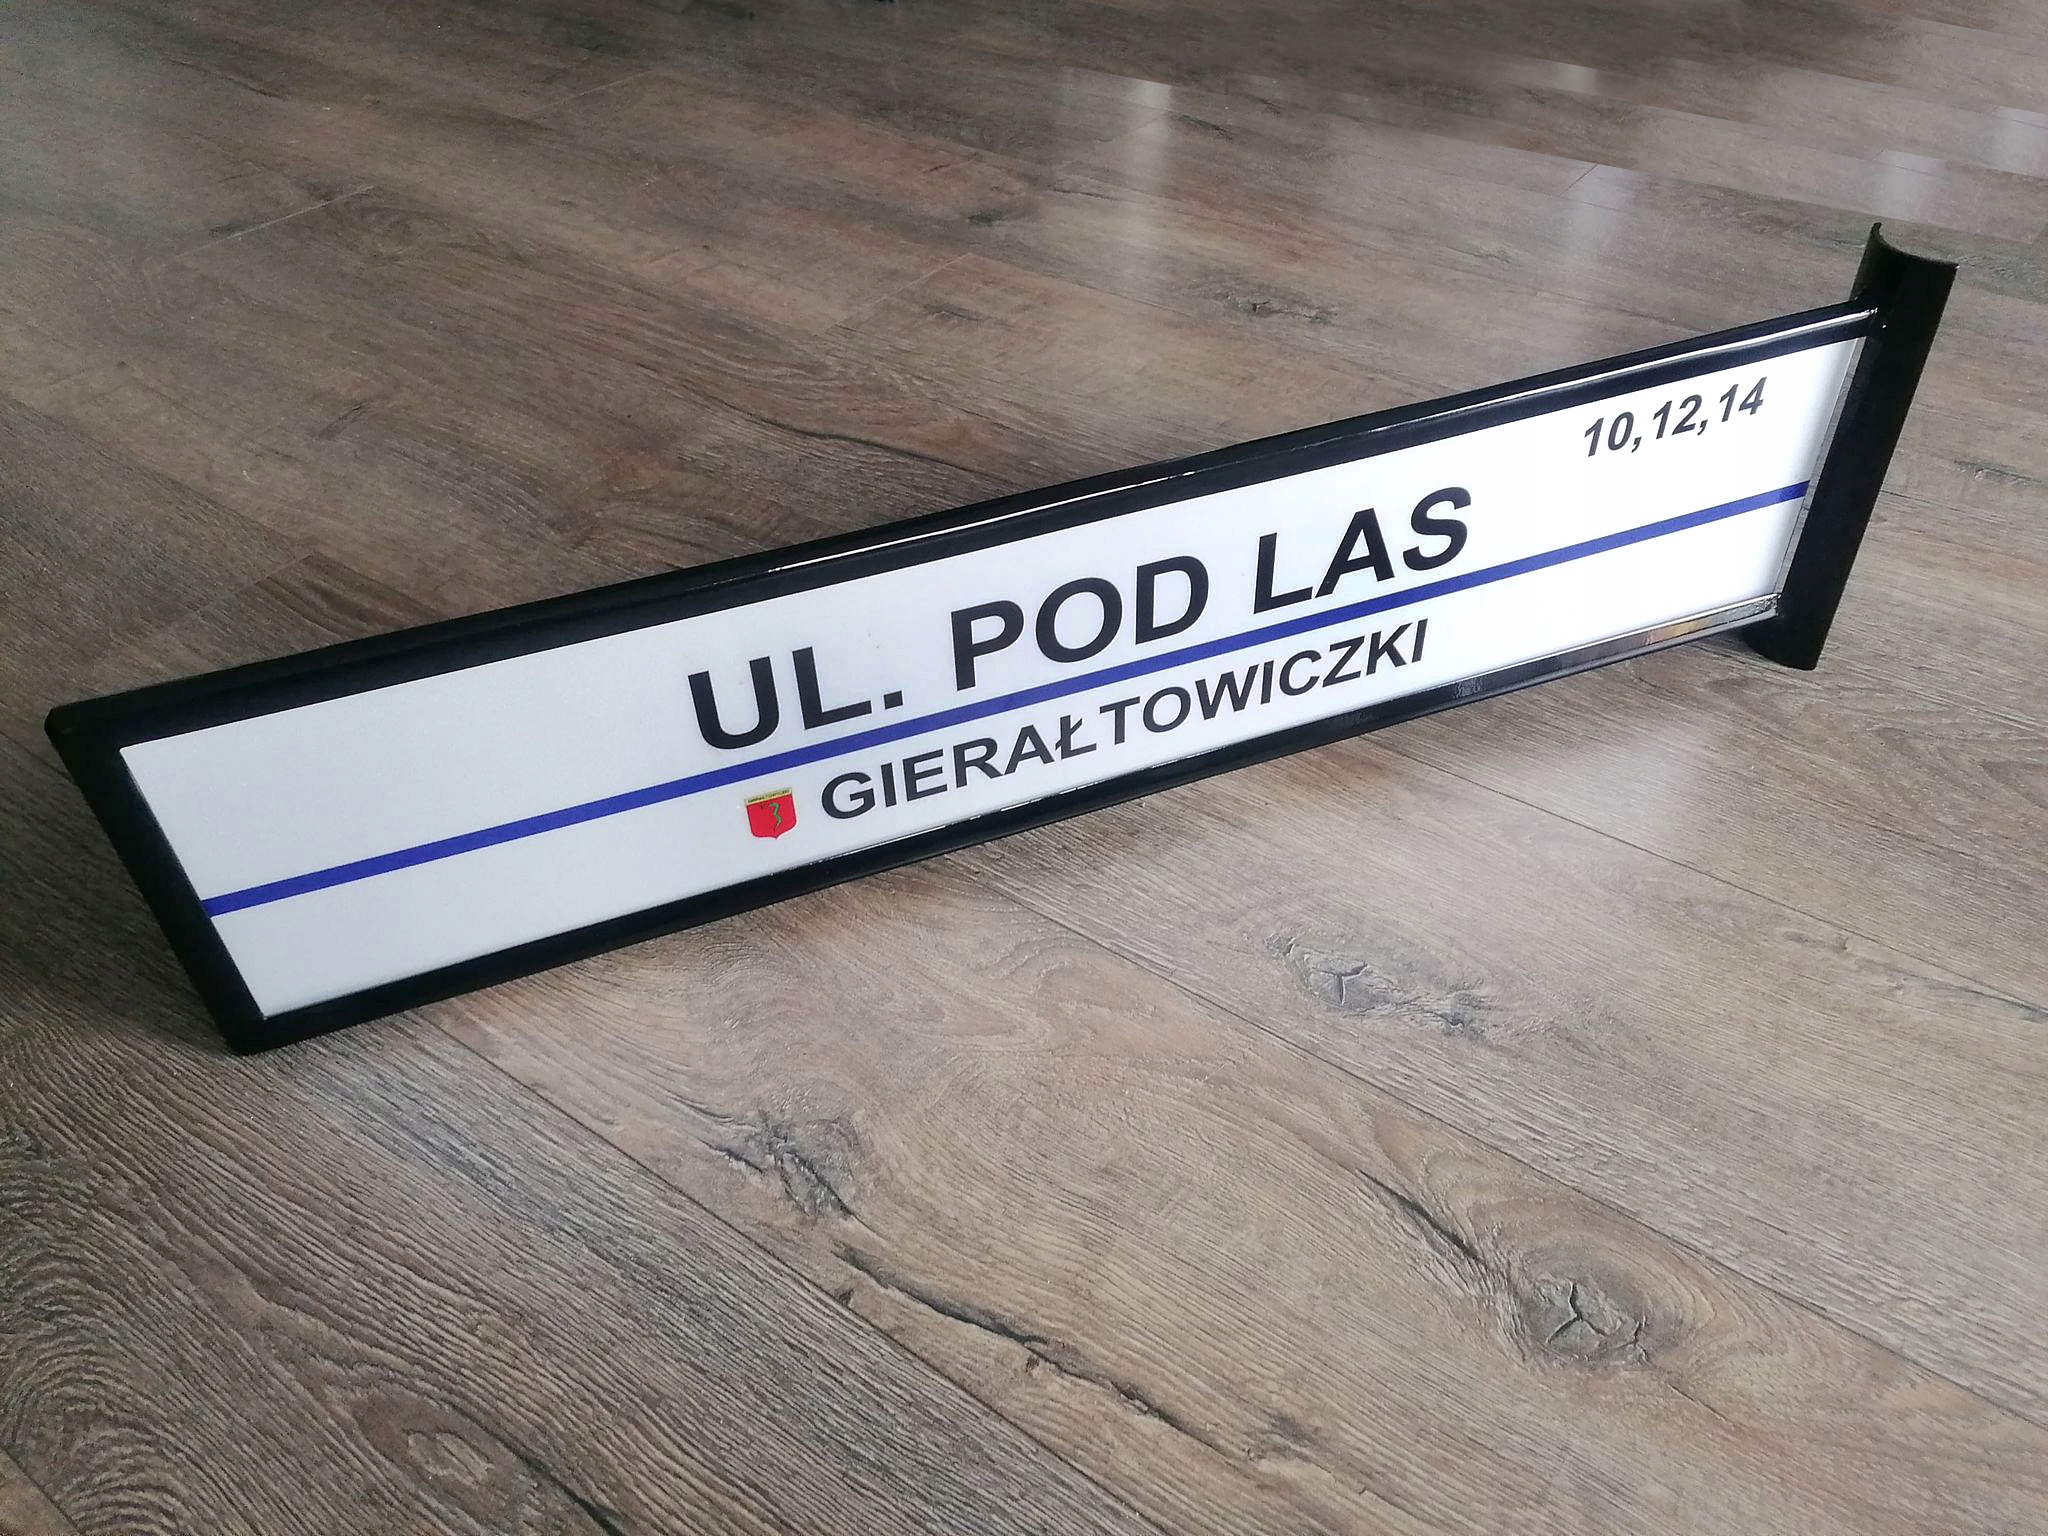 10,12,14
UL. POD LAS
GIERAŁTOWICZKI